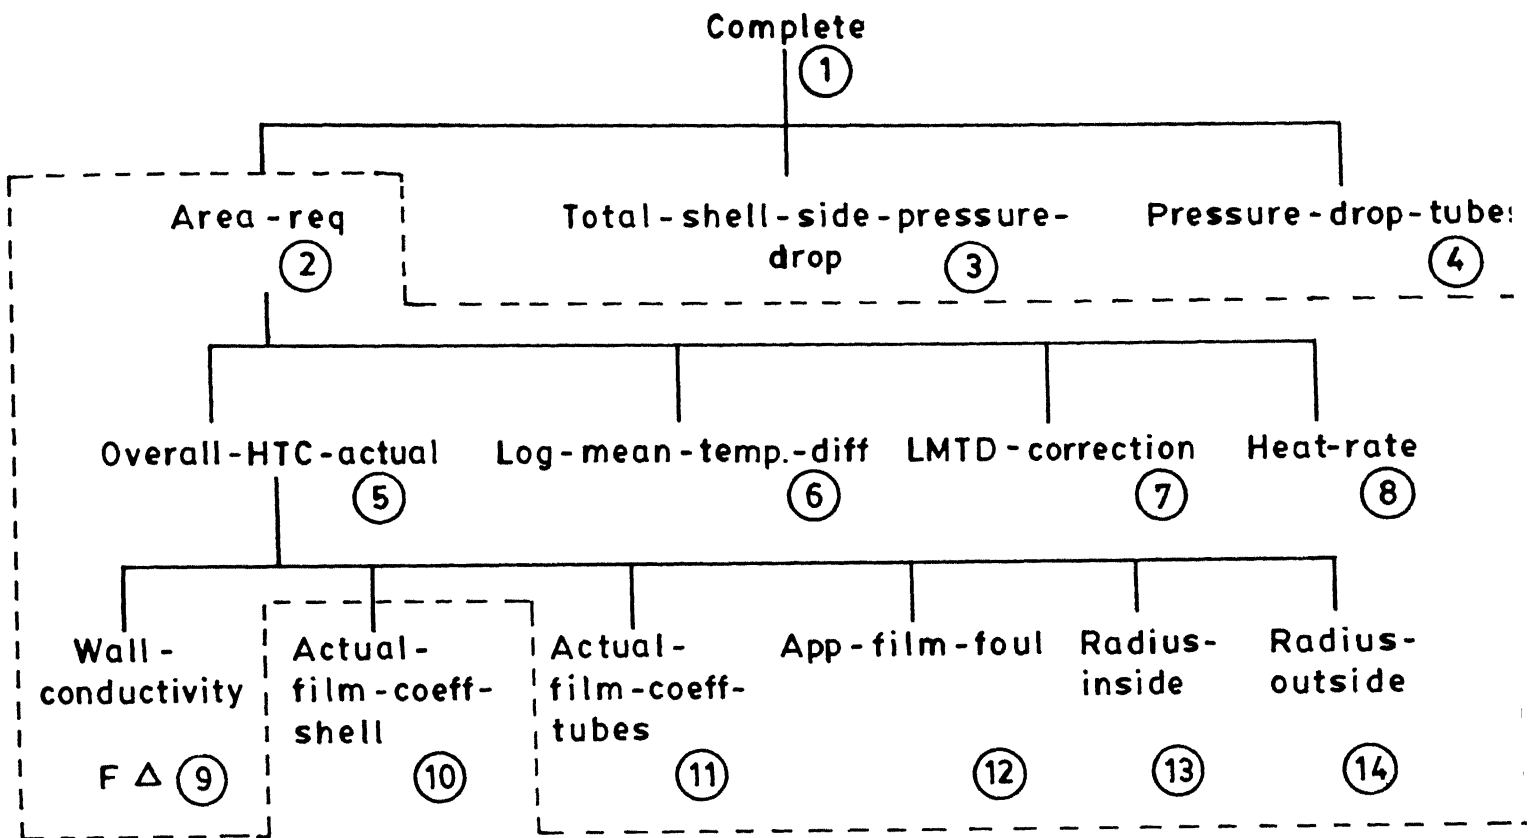 Complete
1
Area-req
2
Total-shell-side-pressure-
drop
3
Pressure-drop-tubes
4
Overall-HTC-actual
5
Log-mean-temp.-diff
6
LMTD-correction
7
Heat-rate
8
Wall-
conductivity
F Δ 9
Actual-
film-coeff-
shell
10
Actual-
film-coeff-
tubes
11
App-film-foul
12
Radius-
inside
13
Radius-
outside
14